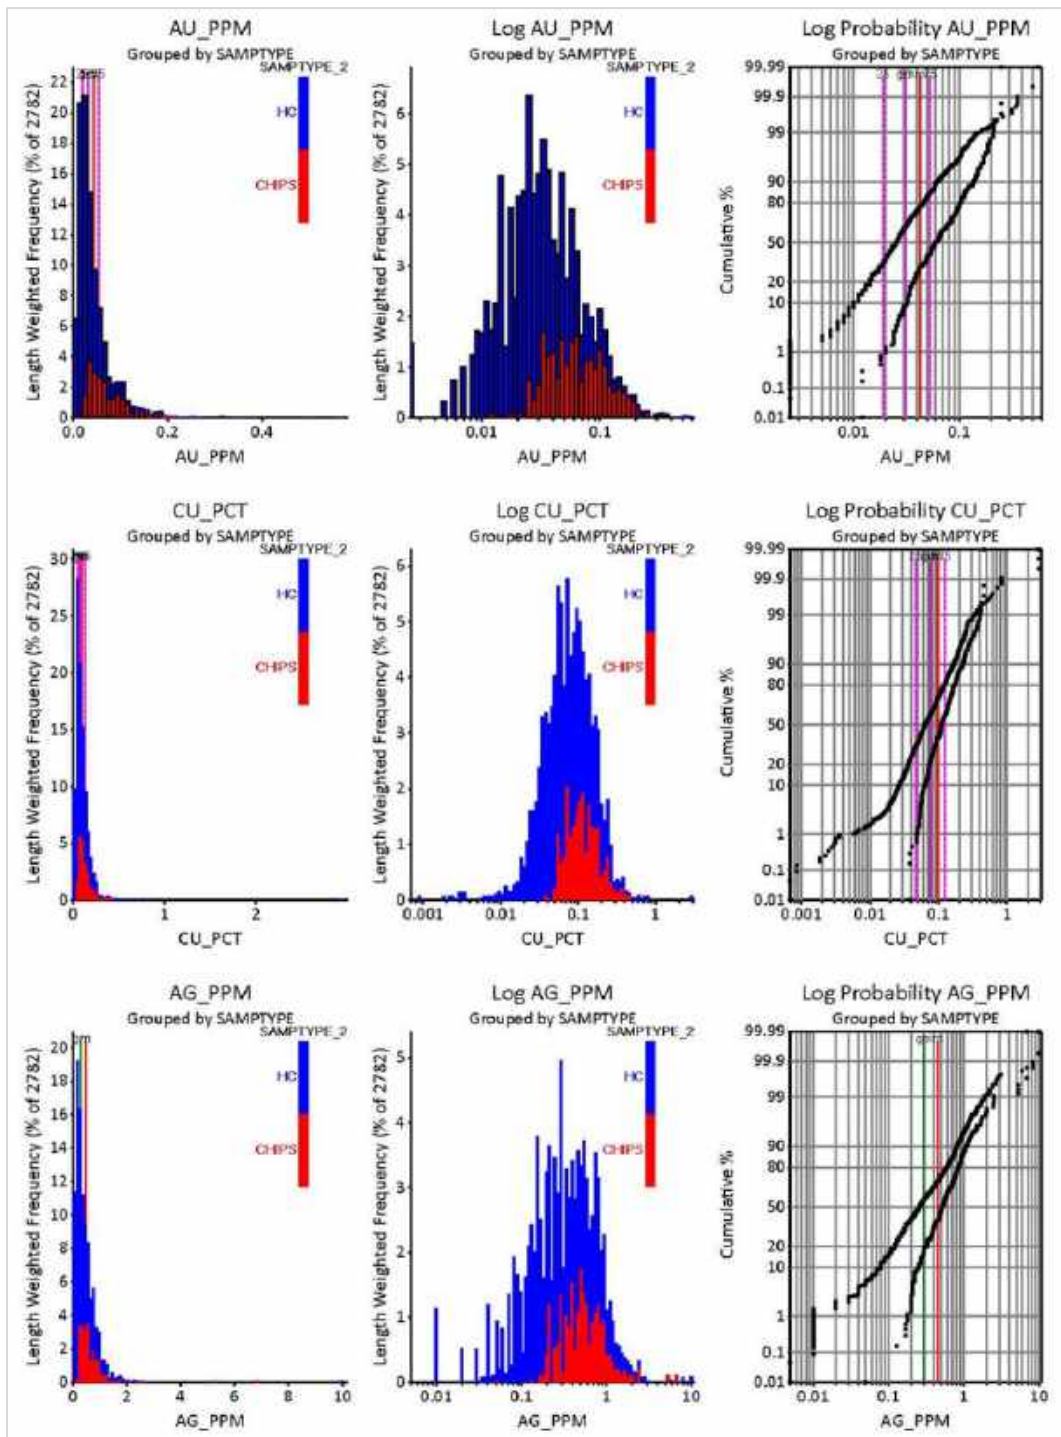 AU_PPM
Grouped by SAMPTYPE
SAMPTYPE_2
HC
CHIPS
Length Weighted Frequency (% of 2782)
22
20
18
16
14
12
10
8
6
4
2
0
0.0 0.2 0.4
AU_PPM
Log AU_PPM
Grouped by SAMPTYPE
SAMPTYPE_2
HC
CHIPS
Length Weighted Frequency (% of 2782)
6
5
4
3
2
1
0
0.01 0.1
AU_PPM
Log Probability AU_PPM
Grouped by SAMPTYPE
Cumulative %
99.99
99.9
99
90
80
50
20
10
1
0.1
0.01
0.01 0.1
AU_PPM
CU_PCT
Grouped by SAMPTYPE
SAMPTYPE_2
HC
CHIPS
Length Weighted Frequency (% of 2782)
30
25
20
15
10
5
0
0 1 2
CU_PCT
Log CU_PCT
Grouped by SAMPTYPE
SAMPTYPE_2
HC
CHIPS
Length Weighted Frequency (% of 2782)
6
5
4
3
2
1
0
0.001 0.01 0.1 1
CU_PCT
Log Probability CU_PCT
Grouped by SAMPTYPE
Cumulative %
99.99
99.9
99
90
80
50
20
10
1
0.1
0.01
0.001 0.01 0.1 1
CU_PCT
AG_PPM
Grouped by SAMPTYPE
SAMPTYPE_2
HC
CHIPS
Length Weighted Frequency (% of 2782)
20
18
16
14
12
10
8
6
4
2
0
0 2 4 6 8 10
AG_PPM
Log AG_PPM
Grouped by SAMPTYPE
SAMPTYPE_2
HC
CHIPS
Length Weighted Frequency (% of 2782)
5
4
3
2
1
0
0.01 0.1 1 10
AG_PPM
Log Probability AG_PPM
Grouped by SAMPTYPE
Cumulative %
99.99
99.9
99
90
80
50
20
10
1
0.1
0.01
0.01 0.1 1 10
AG_PPM